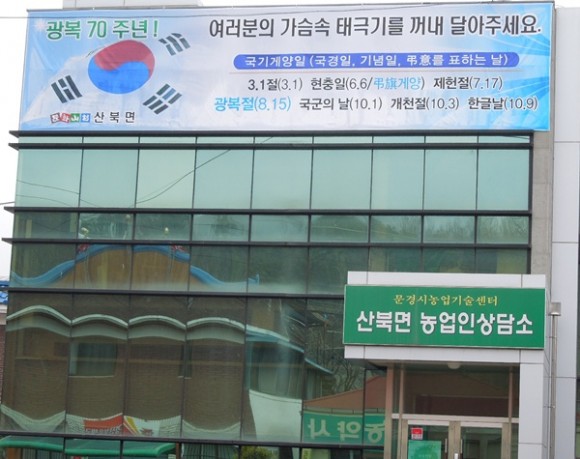 광복 70 주년!
여러분의 가슴속 태극기를 꺼내 달아주세요.
국기게양일 (국경일, 기념일, 弔意를 표하는 날)
3.1절(3.1) 현충일(6.6/弔旗게양) 제헌절(7.17)
광복절(8.15) 국군의 날(10.1) 개천절(10.3) 한글날(10.9)
산북면
문경시농업기술센터
산북면 농업인상담소
농약사